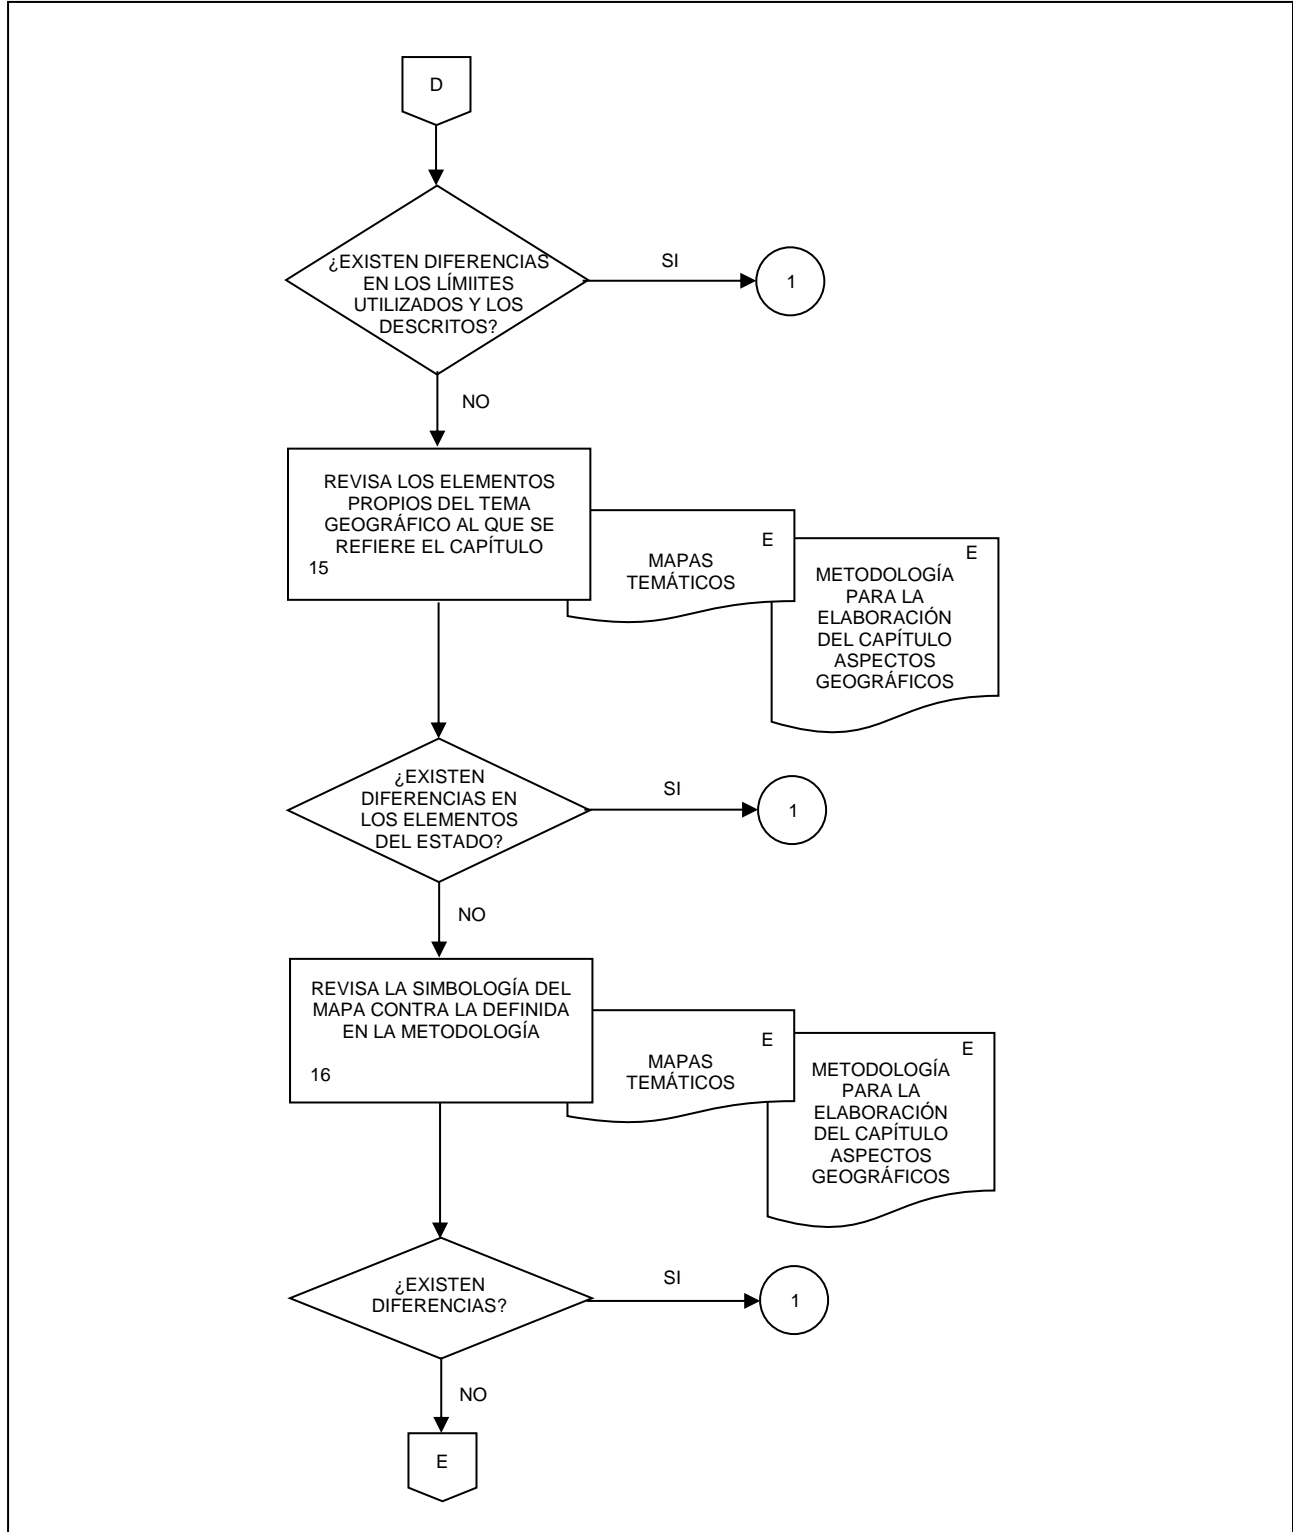 D
¿EXISTEN DIFERENCIAS
EN LOS LÍMIITES
UTILIZADOS Y LOS
DESCRITOS?
SI
1
NO
REVISA LOS ELEMENTOS
PROPIOS DEL TEMA
GEOGRÁFICO AL QUE SE
REFIERE EL CAPÍTULO
15
E
MAPAS
TEMÁTICOS
E
METODOLOGÍA
PARA LA
ELABORACIÓN
DEL CAPÍTULO
ASPECTOS
GEOGRÁFICOS
¿EXISTEN
DIFERENCIAS EN
LOS ELEMENTOS
DEL ESTADO?
SI
1
NO
REVISA LA SIMBOLOGÍA DEL
MAPA CONTRA LA DEFINIDA
EN LA METODOLOGÍA
16
E
MAPAS
TEMÁTICOS
E
METODOLOGÍA
PARA LA
ELABORACIÓN
DEL CAPÍTULO
ASPECTOS
GEOGRÁFICOS
¿EXISTEN
DIFERENCIAS?
SI
1
NO
E